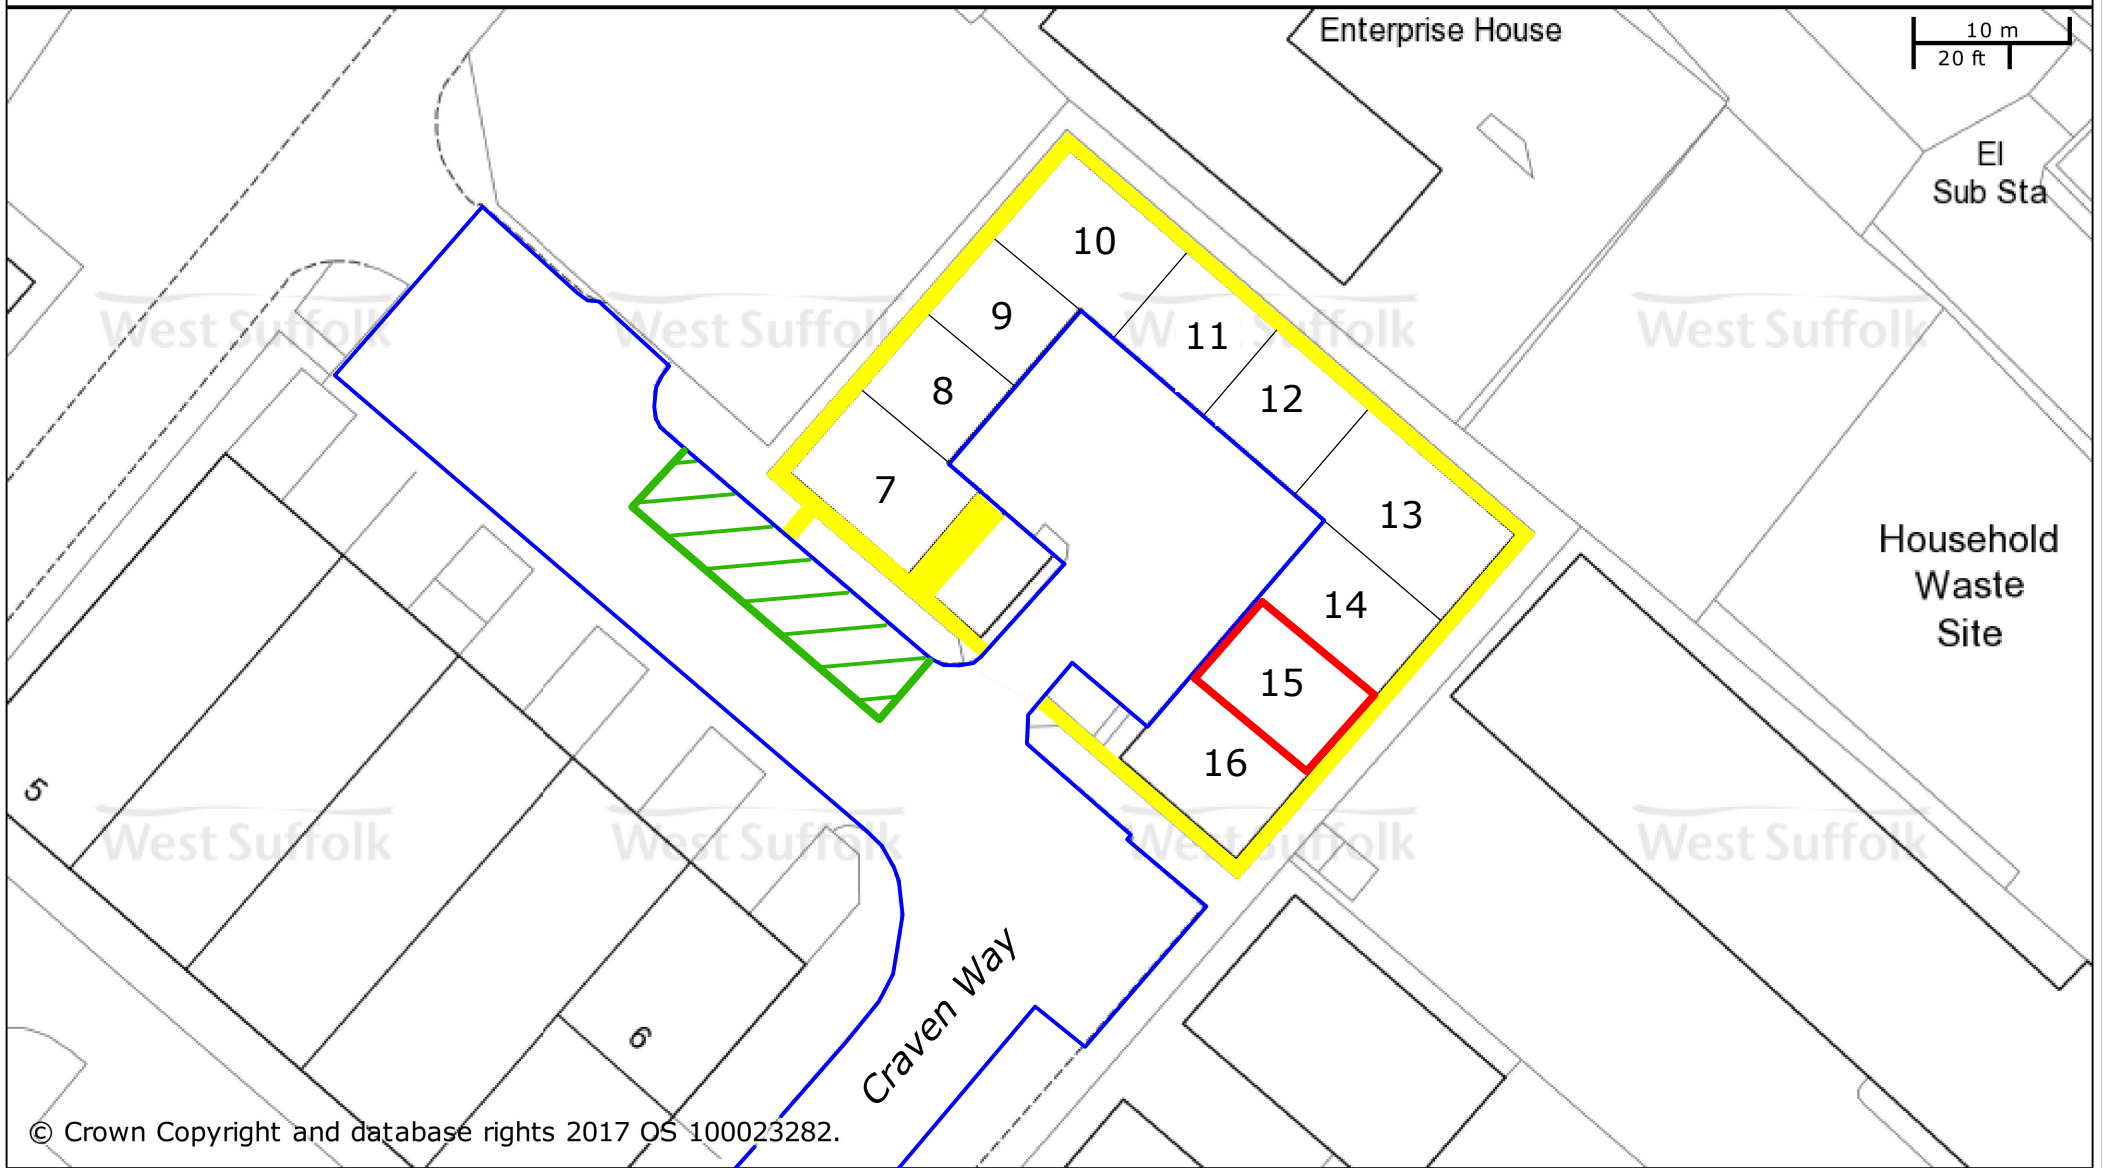 Enterprise House
10 m
20 ft
El
Sub Sta
10
West Suffolk
West Suffolk
West Suffolk
West Suffolk
9
11
8
12
7
13
Household
Waste
Site
14
15
16
5
West Suffolk
West Suffolk
West Suffolk
West Suffolk
Craven Way
6
© Crown Copyright and database rights 2017 OS 100023282.